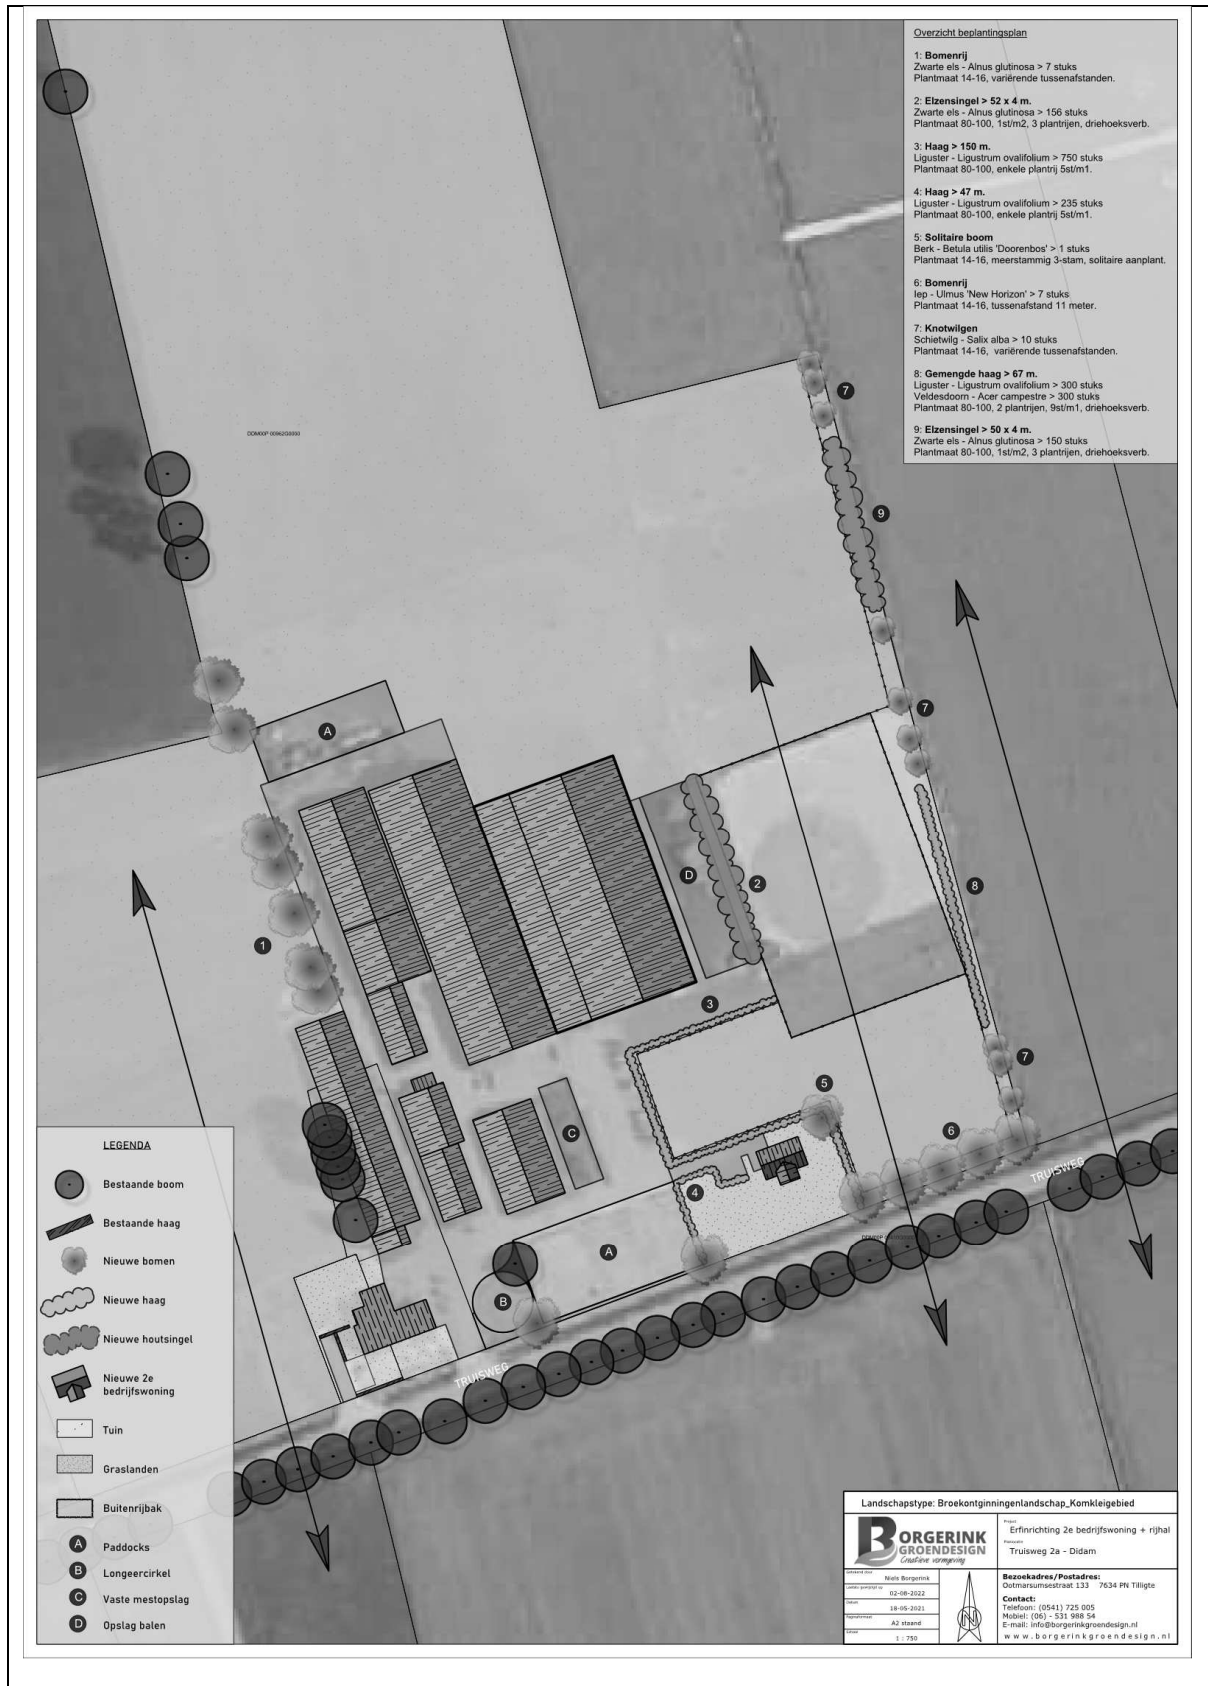 Overzicht beplantingsplan
1: Bomenrij
Zwarte els - Alnus glutinosa > 7 stuks
Plantmaat 14-16, variërende tussenafstanden.
2: Elzensingel > 52 x 4 m.
Zwarte els - Alnus glutinosa > 156 stuks
Plantmaat 80-100, 1st/m2, 3 plantrijen, driehoeksverb.
3: Haag > 150 m.
Liguster - Ligustrum ovalifolium > 750 stuks
Plantmaat 80-100, enkele plantrij 5st/m1.
4: Haag > 47 m.
Liguster - Ligustrum ovalifolium > 235 stuks
Plantmaat 80-100, enkele plantrij 5st/m1.
5: Solitaire boom
Berk - Betula utilis 'Doorenbos' > 1 stuks
Plantmaat 14-16, meerstammig 3-stam, solitaire aanplant.
6: Bomenrij
Iep - Ulmus 'New Horizon' > 7 stuks
Plantmaat 14-16, tussenafstand 11 meter.
7: Knotwilgen
Schietwilg - Salix alba > 10 stuks
Plantmaat 14-16, variërende tussenafstanden.
8: Gemengde haag > 67 m.
Liguster - Ligustrum ovalifolium > 300 stuks
Veldesdoorn - Acer campestre > 300 stuks
Plantmaat 80-100, 2 plantrijen, 9st/m1, driehoeksverb.
9: Elzensingel > 50 x 4 m.
Zwarte els - Alnus glutinosa > 150 stuks
Plantmaat 80-100, 1st/m2, 3 plantrijen, driehoeksverb.
7
9
7
A
D
2
8
1
3
7
5
C
6
4
TRUISWEG
A
B
TRUISWEG
LEGENDA
Bestaande boom
Bestaande haag
Nieuwe bomen
Nieuwe haag
Nieuwe houtsingel
Nieuwe 2e
bedrijfswoning
Tuin
Graslanden
Buitenrijbak
A Paddocks
B Longeercirkel
C Vaste mestopslag
D Opslag balen
Landschapstype: Broekontginningenlandschap_Komkleigebied
BORGERINK
GROENDESIGN
Creatieve vormgeving
Erfinrichting 2e bedrijfswoning + rijhal
Truisweg 2a - Didam
Niels Borgerink
02-08-2022
18-05-2021
A2 staand
1 : 750
N
Bezoekadres/Postadres:
Ootmarsumsestraat 133 7634 PN Tilligte
Contact:
Telefoon: (0541) 725 005
Mobiel: (06) - 531 988 54
E-mail: info@borgerinkgroendesign.nl
www.borgerinkgroendesign.nl